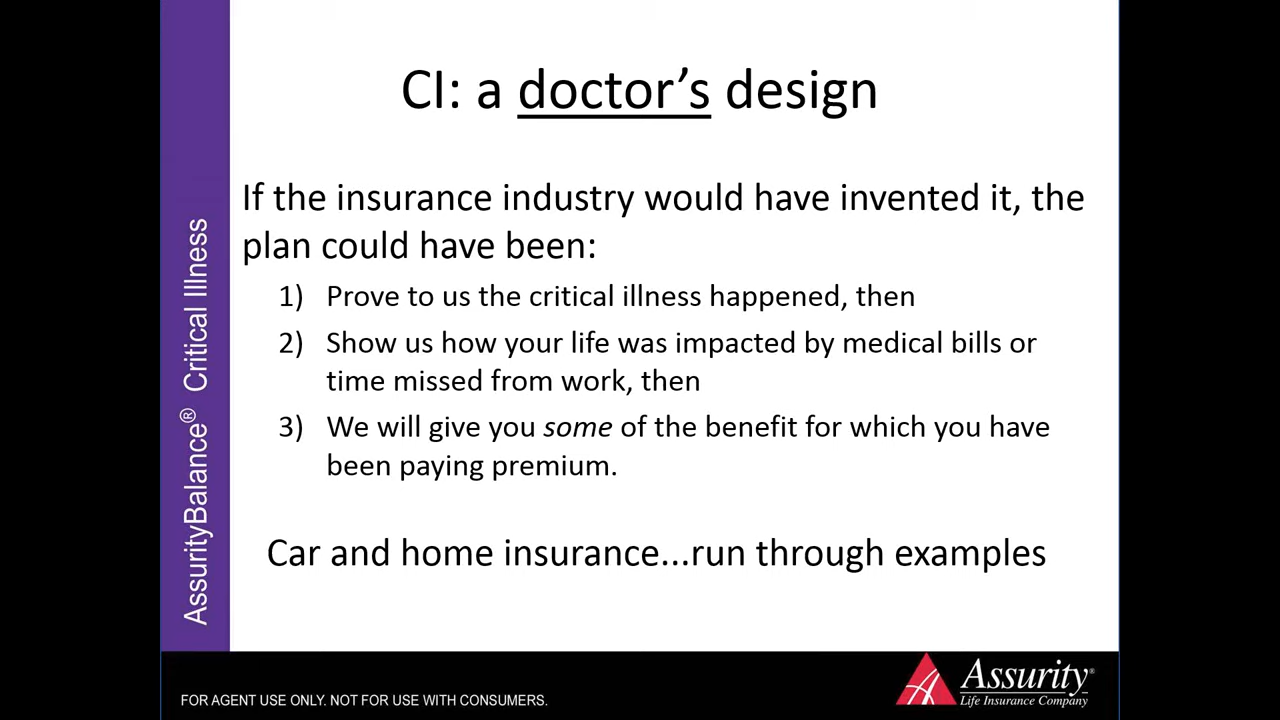 CI: a doctor’s design
If the insurance industry would have invented it, the
plan could have been:
1) Prove to us the critical illness happened, then
2) Show us how your life was impacted by medical bills or
time missed from work, then
3) We will give you some of the benefit for which you have
been paying premium.
Car and home insurance...run through examples
AssurityBalance® Critical Illness
FOR AGENT USE ONLY. NOT FOR USE WITH CONSUMERS.
Assurity®
Life Insurance Company